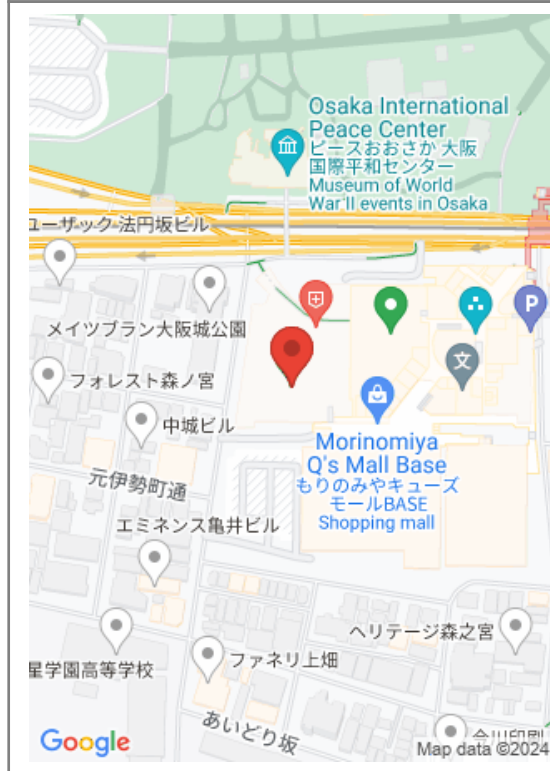 Osaka International
Peace Center
ピースおおさか 大阪
国際平和センター
Museum of World
War II events in Osaka
ユーザック 法円坂ビル
P
メイツブラン大阪城公園
文
フォレスト森ノ宮
中城ビル
Morinomiya
Q's Mall Base
もりのみやキューズ
モールBASE
Shopping mall
元伊勢町通
エミネンス亀井ビル
ヘリテージ森之宮
星学園高等学校
ファネリ上畑
あいどり坂
Google
Map data ©2024